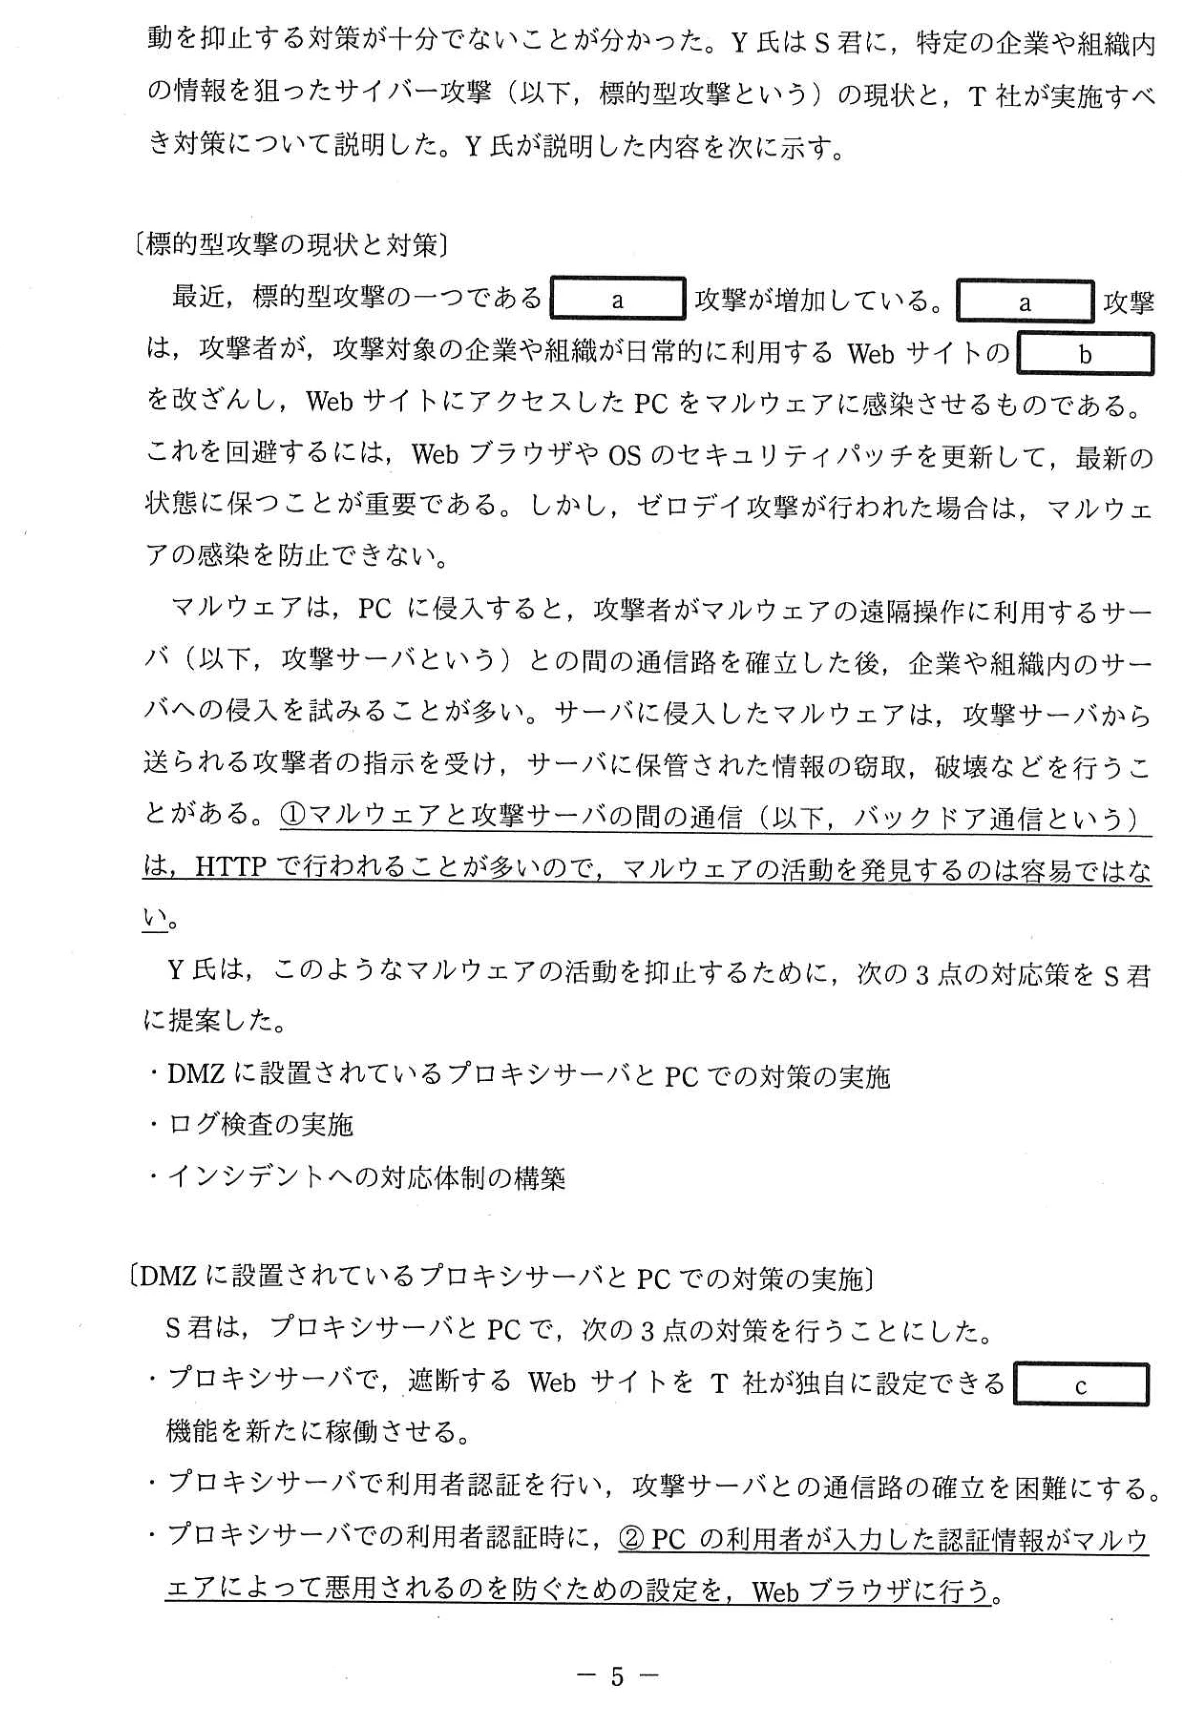 動を抑止する対策が十分でないことが分かった。Y 氏は S 君に，特定の企業や組織内
の情報を狙ったサイバー攻撃（以下，標的型攻撃という）の現状と，T 社が実施すべ
き対策について説明した。Y 氏が説明した内容を次に示す。
〔標的型攻撃の現状と対策〕
最近，標的型攻撃の一つである a 攻撃が増加している。 a 攻撃
は，攻撃者が，攻撃対象の企業や組織が日常的に利用する Web サイトの b
を改ざんし，Web サイトにアクセスした PC をマルウェアに感染させるものである。
これを回避するには，Web ブラウザや OS のセキュリティパッチを更新して，最新の
状態に保つことが重要である。しかし，ゼロデイ攻撃が行われた場合は，マルウェ
アの感染を防止できない。
マルウェアは，PC に侵入すると，攻撃者がマルウェアの遠隔操作に利用するサー
バ（以下，攻撃サーバという）との間の通信路を確立した後，企業や組織内のサー
バへの侵入を試みることが多い。サーバに侵入したマルウェアは，攻撃サーバから
送られる攻撃者の指示を受け，サーバに保管された情報の窃取，破壊などを行うこ
とがある。①マルウェアと攻撃サーバの間の通信（以下，バックドア通信という）
は，HTTP で行われることが多いので，マルウェアの活動を発見するのは容易ではな
い。
Y 氏は，このようなマルウェアの活動を抑止するために，次の 3 点の対応策を S 君
に提案した。
・DMZ に設置されているプロキシサーバと PC での対策の実施
・ログ検査の実施
・インシデントへの対応体制の構築
〔DMZ に設置されているプロキシサーバと PC での対策の実施〕
S 君は，プロキシサーバと PC で，次の 3 点の対策を行うことにした。
・プロキシサーバで，遮断する Web サイトを T 社が独自に設定できる c
機能を新たに稼働させる。
・プロキシサーバで利用者認証を行い，攻撃サーバとの通信路の確立を困難にする。
・プロキシサーバでの利用者認証時に，②PC の利用者が入力した認証情報がマルウ
ェアによって悪用されるのを防ぐための設定を，Web ブラウザに行う。
－ 5 －